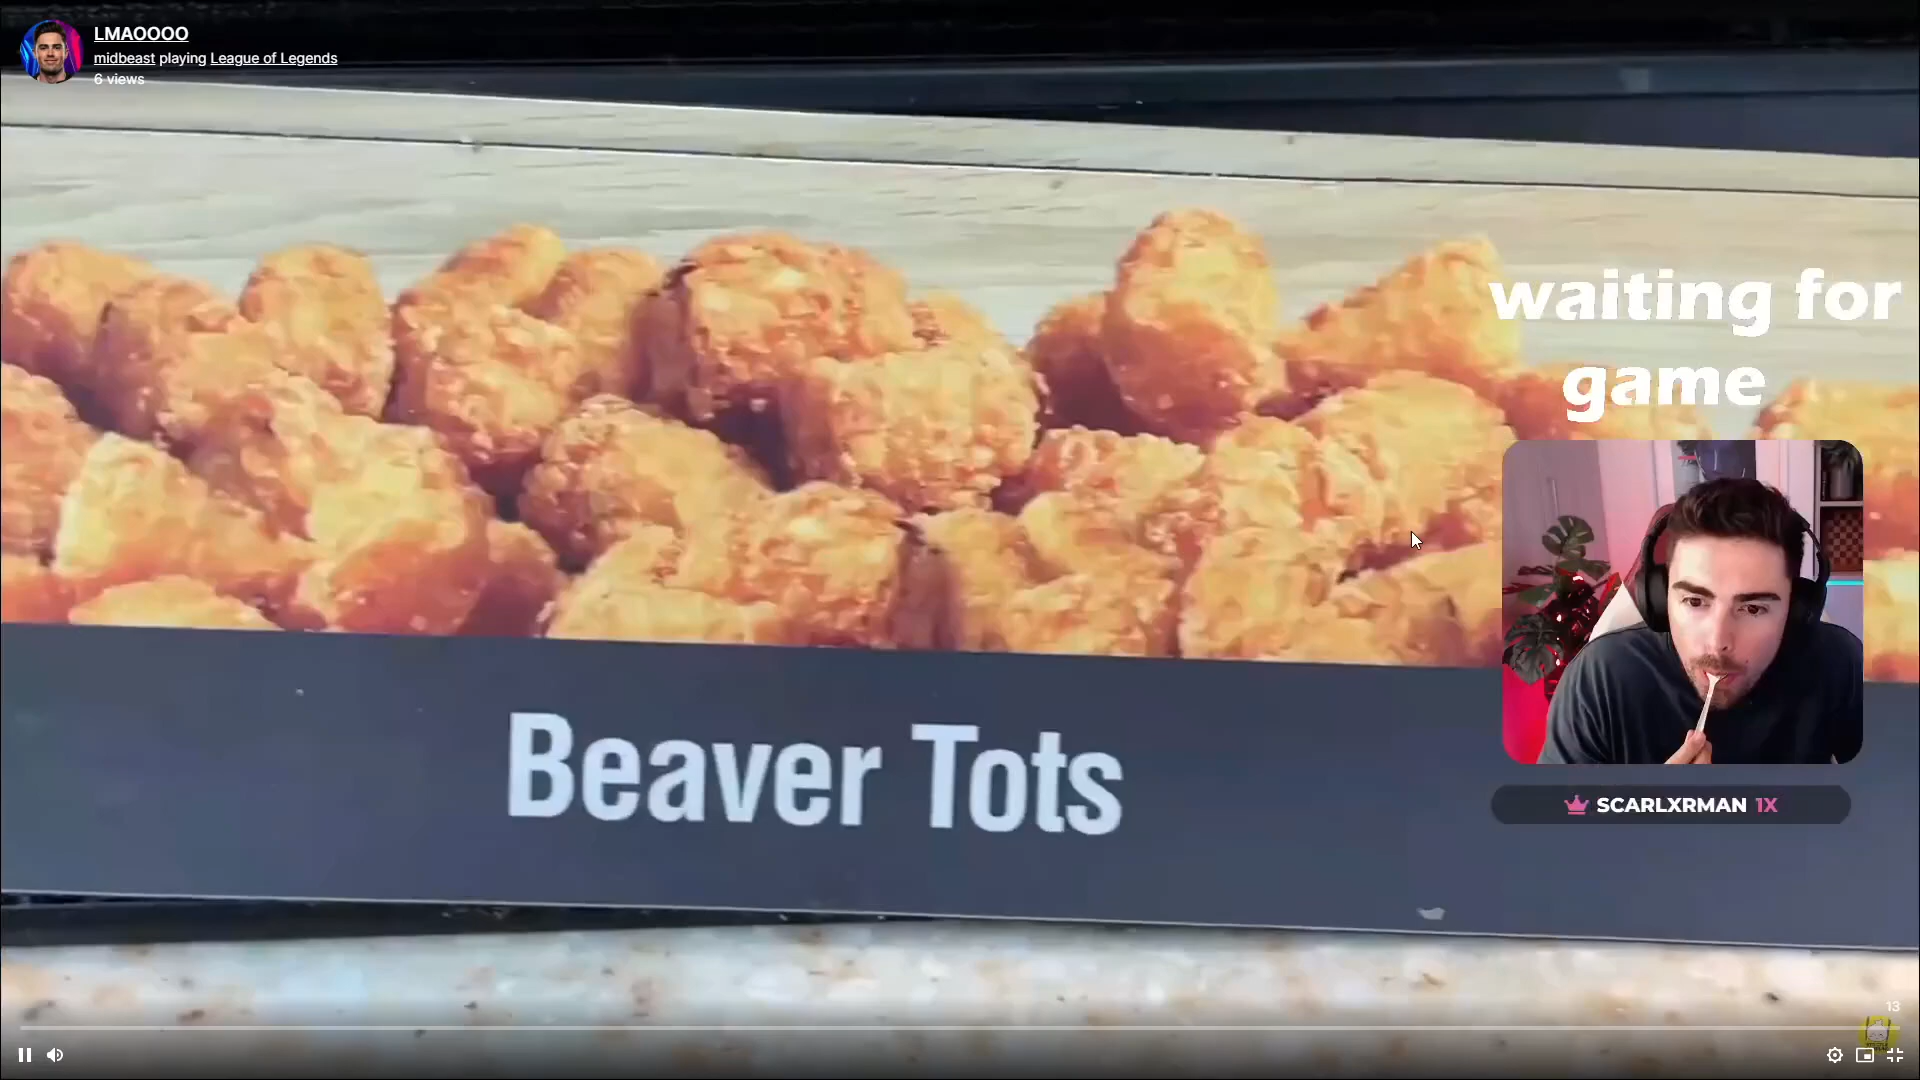 LMAOOOO
midbeast playing League of Legends
6 views
waiting for
game
Beaver Tots
SCARLXRMAN 1X
13